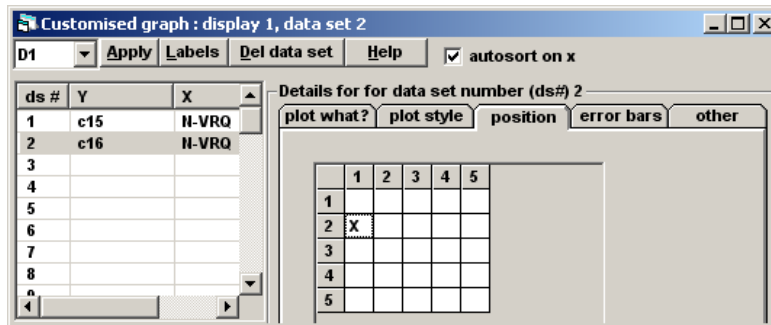 Customised graph : display 1, data set 2
D1 Apply Labels Del data set Help autosort on x
ds # Y X
1 c15 N-VRQ
2 c16 N-VRQ
3
4
5
6
7
8
Details for for data set number (ds#) 2
plot what? plot style position error bars other
1 2 3 4 5
1
2 X
3
4
5